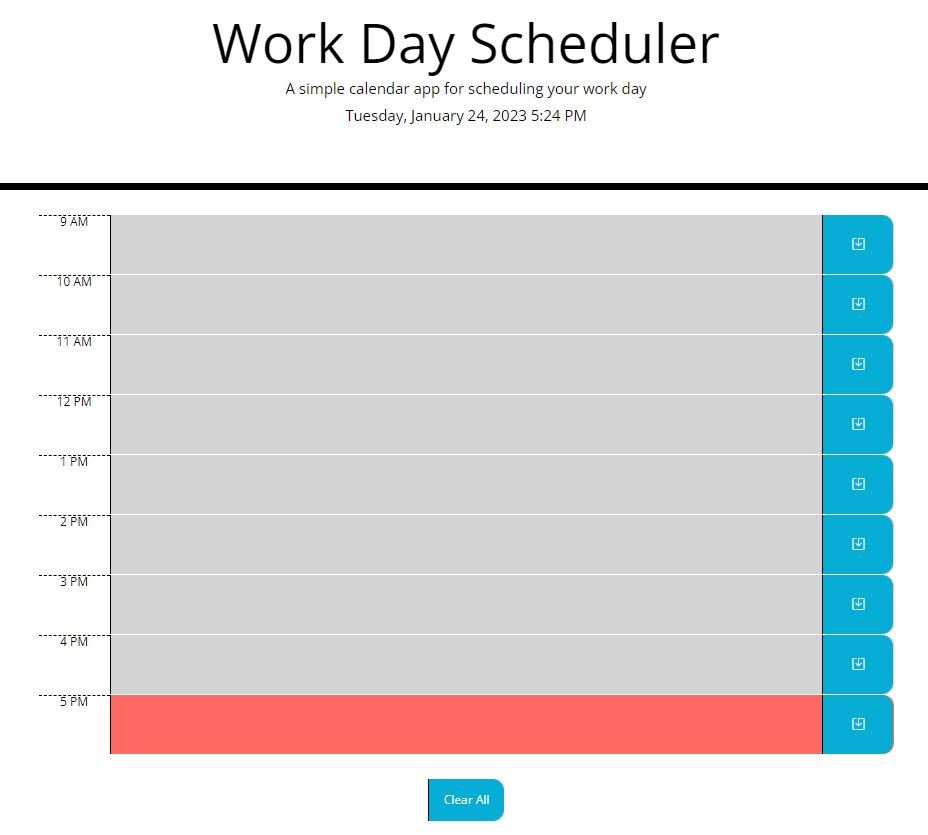 Work Day Scheduler
A simple calendar app for scheduling your work day
Tuesday, January 24, 2023 5:24 PM
9 AM
10 AM
11 AM
12 PM
1 PM
2 PM
3 PM
4 PM
5 PM
Clear All